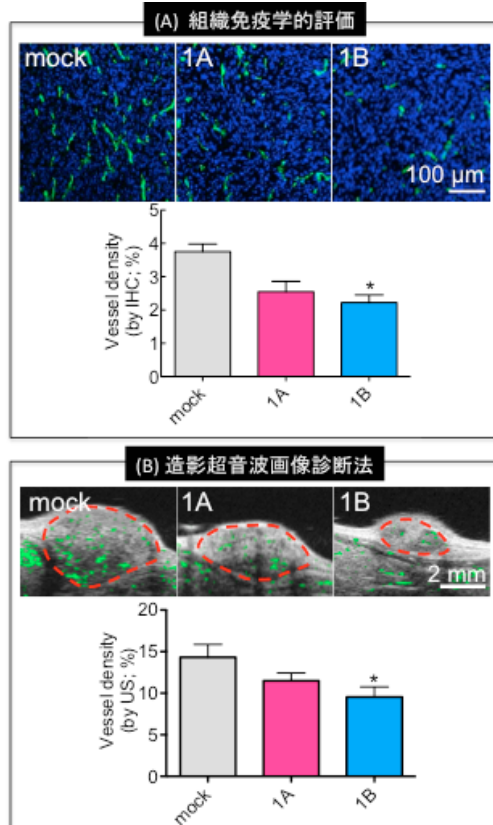 (A) 組織免疫学的評価
mock 1A 1B
100 μm
Vessel density
(by IHC; %)
5
4
3
2
1
0
*
mock 1A 1B
(B) 造影超音波画像診断法
mock 1A 1B
2 mm
Vessel density
(by US; %)
20
15
10
5
0
*
mock 1A 1B